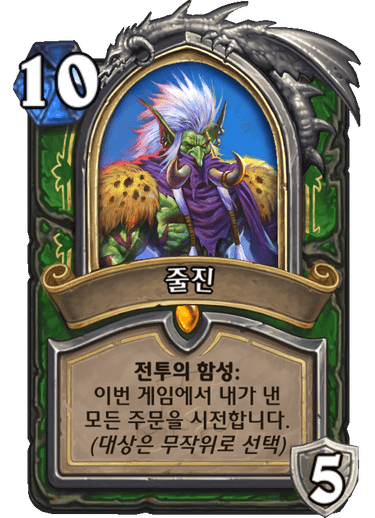 10
줄진
전투의 함성:
이번 게임에서 내가 낸
모든 주문을 시전합니다.
(대상은 무작위로 선택)
5